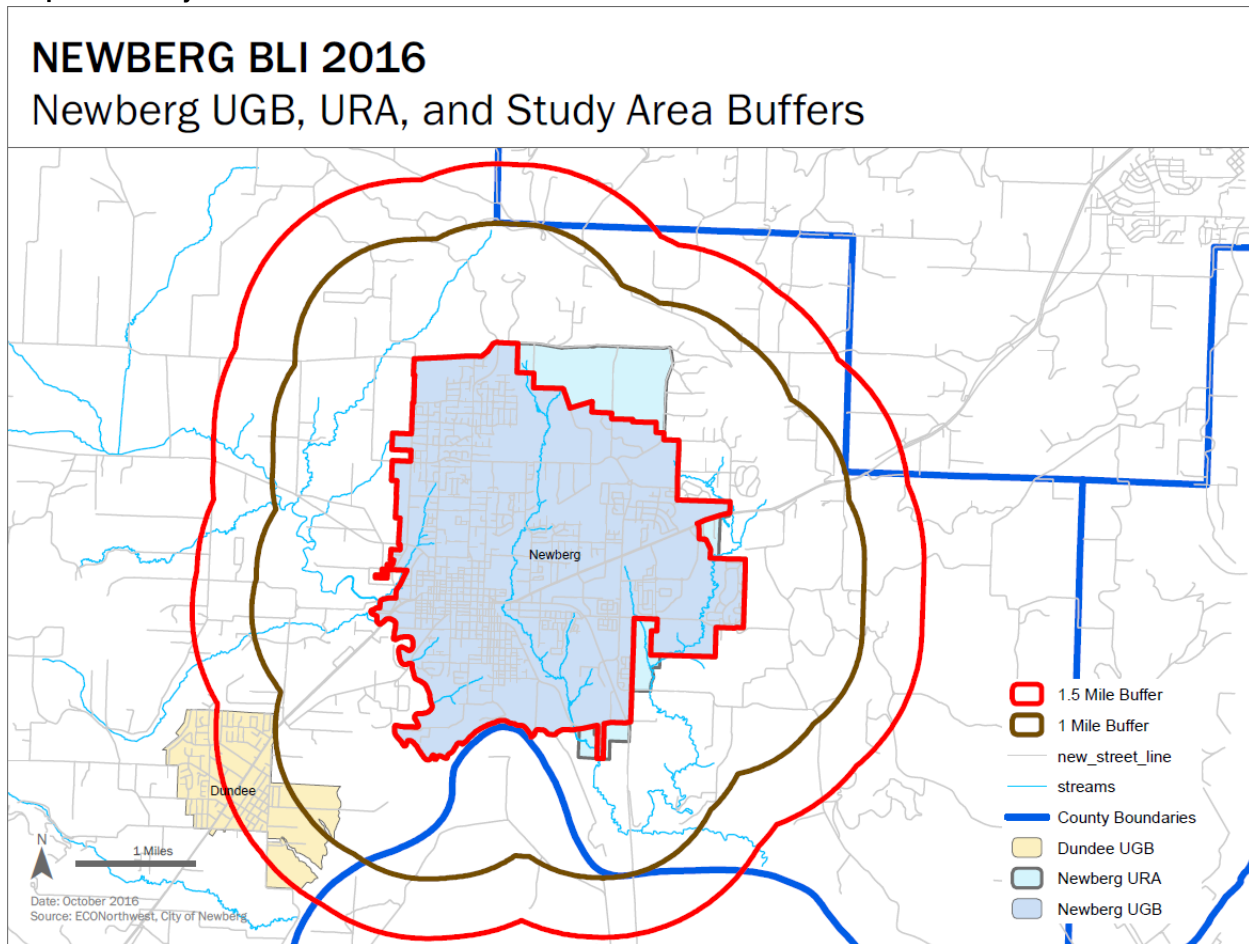 NEWBERG BLI 2016
Newberg UGB, URA, and Study Area Buffers
Newberg
Dundee
1.5 Mile Buffer
1 Mile Buffer
new_street_line
streams
County Boundaries
Dundee UGB
Newberg URA
Newberg UGB
N
1 Miles
Date: October 2016
Source: ECONorthwest, City of Newberg